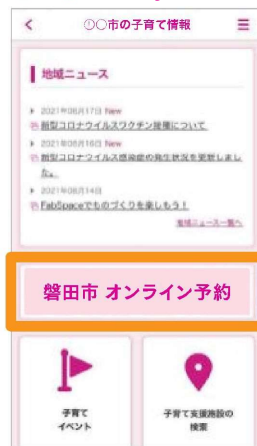 〇〇市の子育て情報
地域ニュース
2021年08月17日 New
新型コロナウイルスワクチン接種について
2021年08月16日 New
新型コロナウイルス感染症の発生状況を更新しまし
た。
2021年08月14日
FabSpaceでものづくりを楽しもう！
地域ニュース一覧へ
磐田市 オンライン予約
子育て
イベント
子育て支援施設の
検索